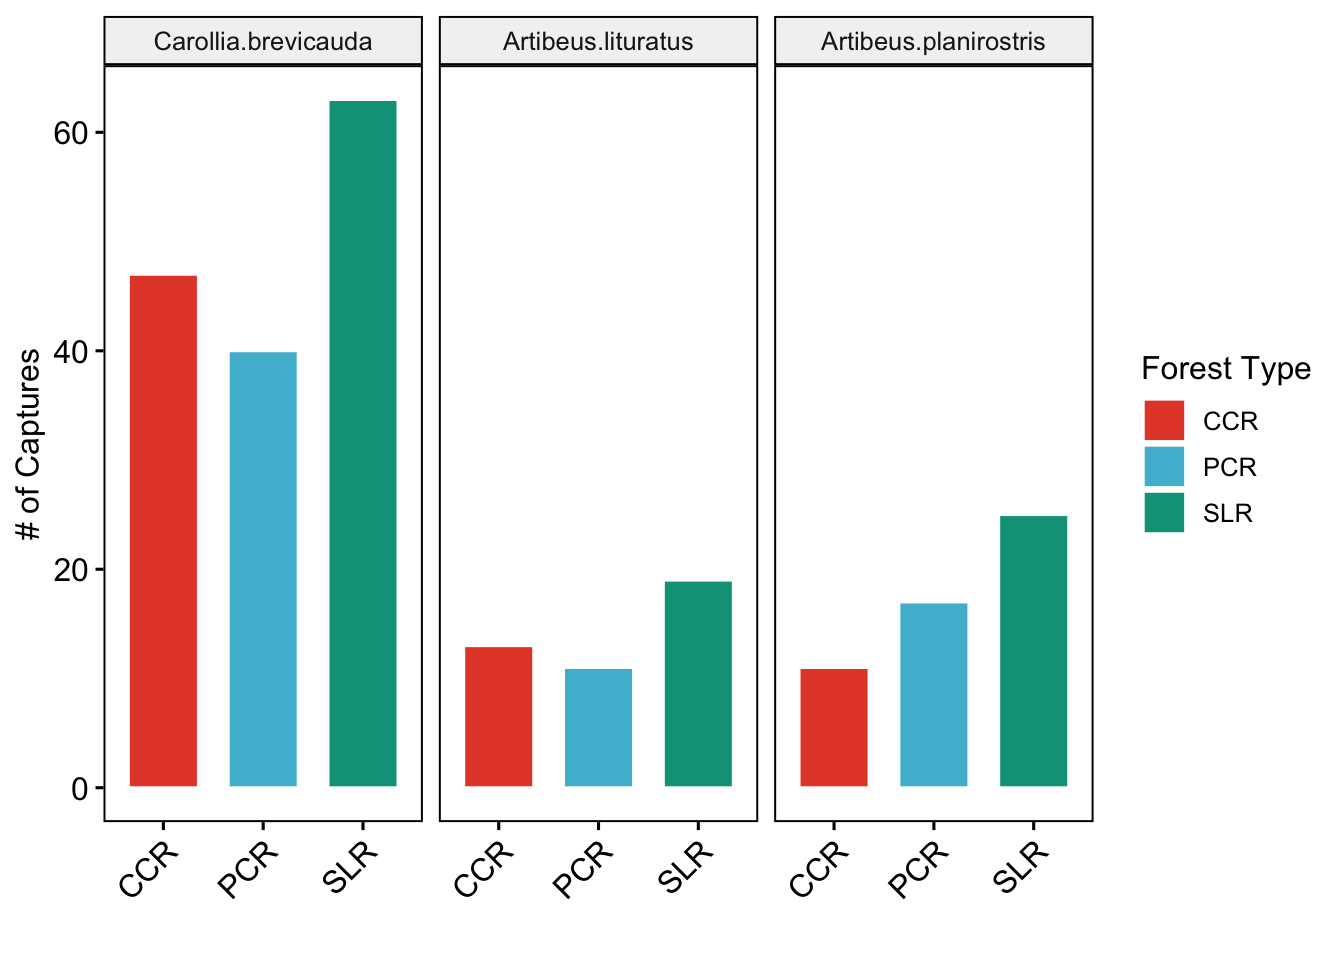 Carollia.brevicauda
Artibeus.lituratus
Artibeus.planirostris
# of Captures
60
40
20
0
CCR
PCR
SLR
CCR
PCR
SLR
CCR
PCR
SLR
Forest Type
CCR
PCR
SLR